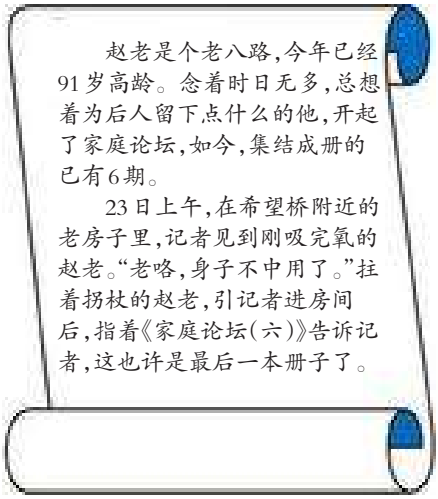 赵老是个老八路,今年已经
91岁高龄。念着时日无多,总想
着为后人留下点什么的他,开起
了家庭论坛,如今,集结成册的
已有6期。
23日上午,在希望桥附近的
老房子里,记者见到刚吸完氧的
赵老。“老咯,身子不中用了。”拄
着拐杖的赵老,引记者进房间
后,指着《家庭论坛(六)》告诉记
者,这也许是最后一本册子了。